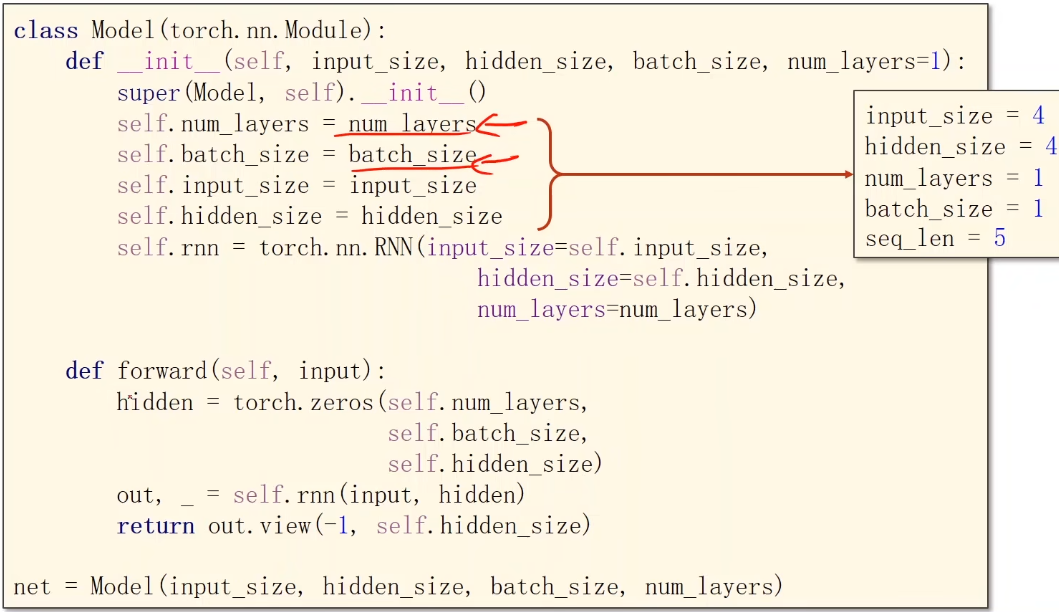 class Model(torch.nn.Module):
def __init__(self, input_size, hidden_size, batch_size, num_layers=1):
super(Model, self).__init__()
self.num_layers = num_layers
self.batch_size = batch_size
self.input_size = input_size
self.hidden_size = hidden_size
self.rnn = torch.nn.RNN(input_size=self.input_size,
hidden_size=self.hidden_size,
num_layers=num_layers)
def forward(self, input):
hidden = torch.zeros(self.num_layers,
self.batch_size,
self.hidden_size)
out, _ = self.rnn(input, hidden)
return out.view(-1, self.hidden_size)
net = Model(input_size, hidden_size, batch_size, num_layers)
input_size = 4
hidden_size = 4
num_layers = 1
batch_size = 1
seq_len = 5